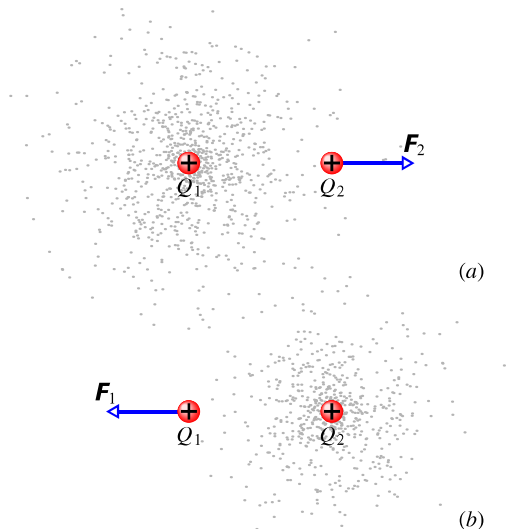 F₂
+ +
Q₁ Q₂
(a)
F₁
+ +
Q₁ Q₂
(b)